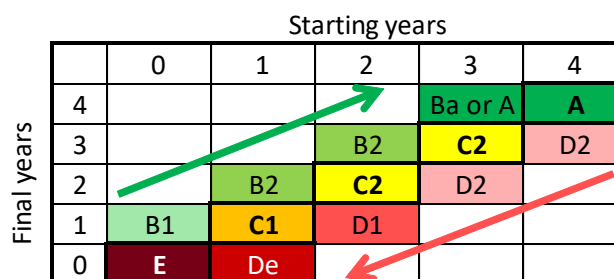 Starting years
0 1 2 3 4
Final years
4 Ba or A A
3 B2 C2 D2
2 B2 C2 D2
1 B1 C1 D1
0 E De